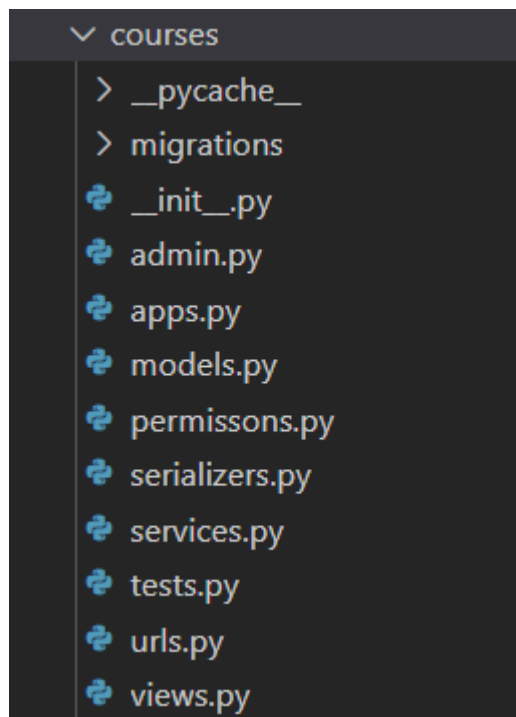 courses
__pycache__
migrations
__init__.py
admin.py
apps.py
models.py
permissons.py
serializers.py
services.py
tests.py
urls.py
views.py